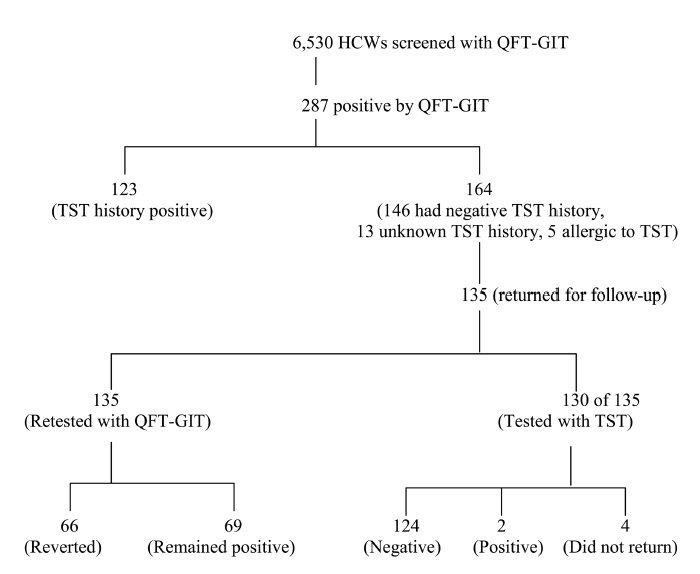 6,530 HCWs screened with QFT-GIT
287 positive by QFT-GIT
123
(TST history positive)
164
(146 had negative TST history,
13 unknown TST history, 5 allergic to TST)
135 (returned for follow-up)
135
(Retested with QFT-GIT)
130 of 135
(Tested with TST)
66
(Reverted)
69
(Remained positive)
124
(Negative)
2
(Positive)
4
(Did not return)